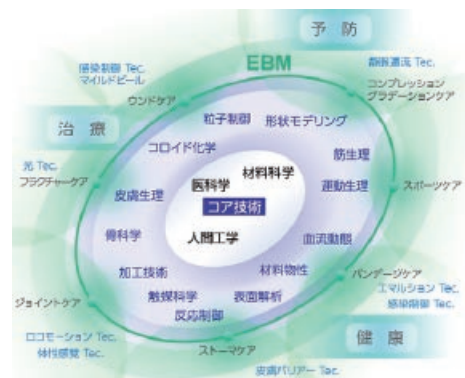 予 防
EBM
静脈還流 Tec.
コンプレッション
グラデーションケア
感染制御 Tec.
マイルドピール
ウンドケア
粒子制御
形状モデリング
治 療
コロイド化学
筋生理
光 Tec.
フラクチャーケア
医科学
材料科学
皮膚生理
運動生理
スポーツケア
コア技術
骨科学
人間工学
血流動態
加工技術
材料物性
バンデージケア
エマルション Tec.
感染制御 Tec.
触媒科学
表面解析
反応制御
ジョイントケア
ロコモーション Tec.
体性感覚 Tec.
ストーマケア
健 康
皮膚バリアー Tec.